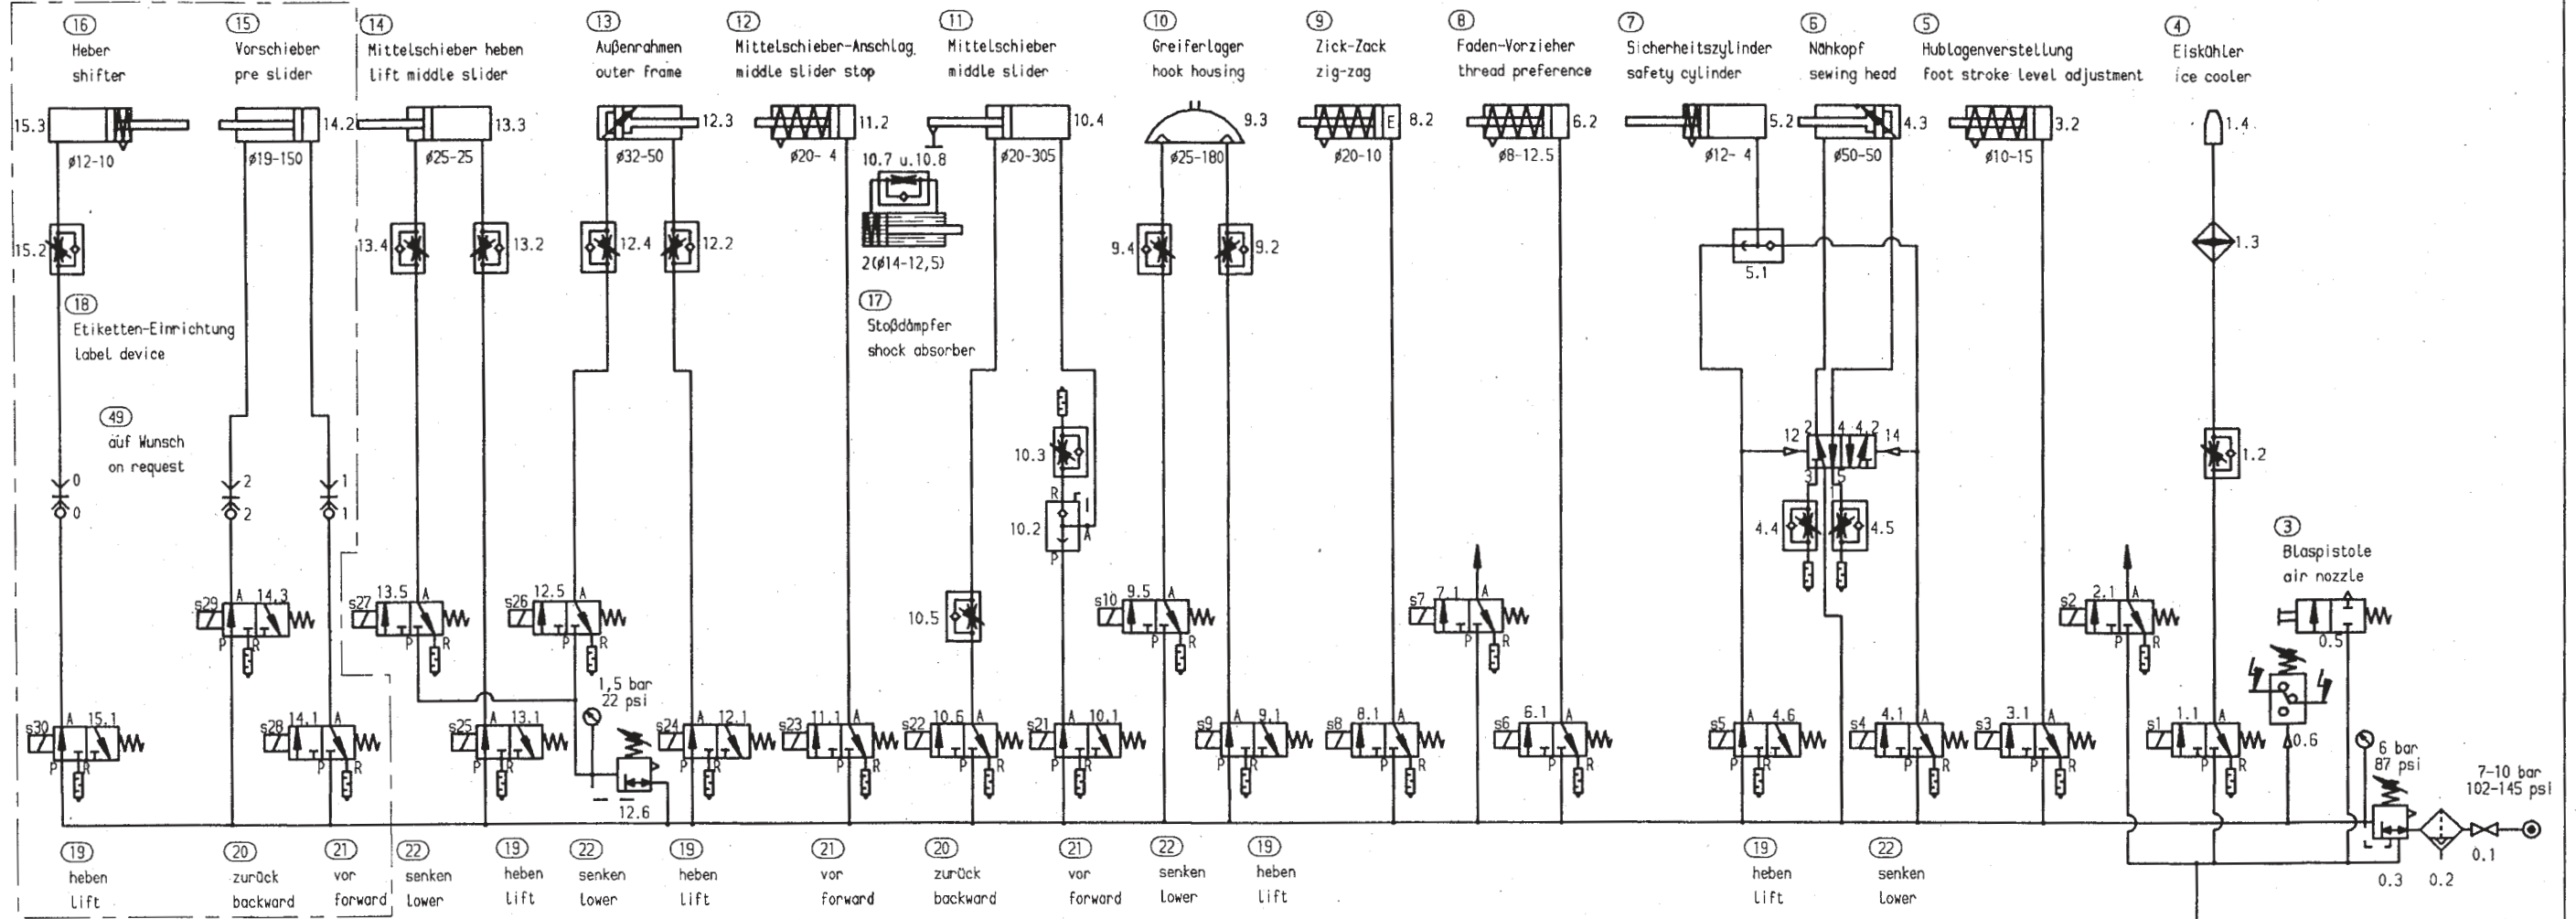 16
Heber
shifter
15
Vorschieber
pre slider
14
Mittelschieber heben
lift middle slider
13
Außenrahmen
outer frame
12
Mittelschieber-Anschlag
middle slider stop
11
Mittelschieber
middle slider
10
Greiferlager
hook housing
9
Zick-Zack
zig-zag
8
Faden-Vorzieher
thread preference
7
Sicherheitszylinder
safety cylinder
6
Nähkopf
sewing head
5
Hublagenverstellung
foot stroke level adjustment
4
Eiskühler
ice cooler
15.3
ø12-10
14.2
ø19-150
13.3
ø25-25
12.3
ø32-50
11.2
ø20- 4
10.4
ø20-305
9.3
ø25-180
E
8.2
ø20-10
6.2
ø8-12.5
5.2
ø12- 4
4.3
ø50-50
3.2
ø10-15
1.4
10.7 u.10.8
2(ø14-12,5)
17
Stoßdämpfer
shock absorber
15.2
13.4
13.2
12.4
12.2
9.4
9.2
5.1
1.3
18
Etiketten-Einrichtung
label device
49
auf Wunsch
on request
0
0
2
2
1
1
10.3
R
10.2
A
P
12
2
4
4.2
14
3
1
5
4.4
4.5
1.2
3
Blaspistole
air nozzle
0.5
10.5
s29
A
14.3
P
R
s27
13.5
A
P
R
s26
12.5
A
P
R
s10
9.5
A
P
R
s7
7.1
A
P
R
s2
2.1
A
P
R
1,5 bar
22 psi
12.6
s30
A
15.1
P
R
s28
14.1
A
P
R
s25
A
13.1
P
R
s24
A
12.1
P
R
s23
11.1
A
P
R
s22
10.6
A
P
R
s21
A
10.1
P
R
s9
A
9.1
P
R
s8
8.1
A
P
R
s6
6.1
A
P
R
s5
A
4.6
P
R
s4
4.1
A
P
R
s3
3.1
A
P
R
s1
1.1
A
P
R
0.6
6 bar
87 psi
7-10 bar
102-145 psi
0.3
0.2
0.1
19
heben
lift
20
zurück
backward
21
vor
forward
22
senken
lower
19
heben
lift
22
senken
lower
19
heben
lift
21
vor
forward
20
zurück
backward
21
vor
forward
22
senken
lower
19
heben
lift
19
heben
lift
22
senken
lower